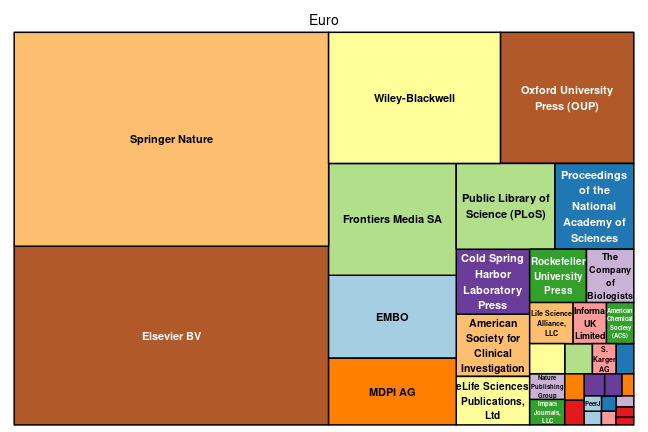 Euro
Springer Nature
Elsevier BV
Wiley-Blackwell
Oxford University
Press (OUP)
Frontiers Media SA
EMBO
MDPI AG
Public Library of
Science (PLoS)
Proceedings
of the
National
Academy of
Sciences
Cold Spring
Harbor
Laboratory
Press
American
Society for
Clinical
Investigation
eLife Sciences
Publications,
Ltd
Rockefeller
University
Press
The
Company
of
Biologists
Life Science
Alliance,
LLC
Informa
UK
Limited
American
Chemical
Society
(ACS)
S.
Karger
AG
Nature
Publishing
Group
Impact
Journals,
LLC
PeerJ